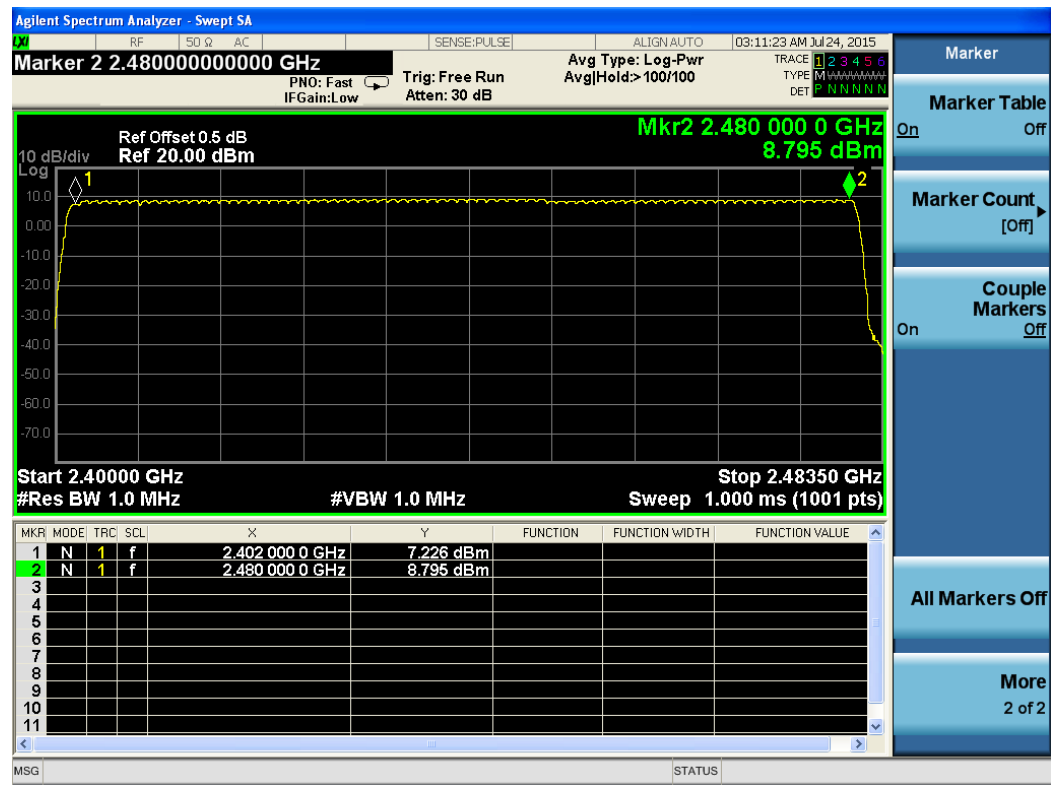 Agilent Spectrum Analyzer - Swept SA
LXI RF 50 Ω AC SENSE:PULSE ALIGN AUTO 03:11:23 AM Jul 24, 2015
Marker 2 2.480000000000 GHz
PNO: Fast
IFGain:Low
Trig: Free Run
Atten: 30 dB
Avg Type: Log-Pwr
Avg|Hold:>100/100
TRACE 1 2 3 4 5 6
TYPE M
DET P N N N N N
Ref Offset 0.5 dB
Ref 20.00 dBm
10 dB/div
Log
Mkr2 2.480 000 0 GHz
8.795 dBm
1
2
10.0
0.00
-10.0
-20.0
-30.0
-40.0
-50.0
-60.0
-70.0
Start 2.40000 GHz Stop 2.48350 GHz
#Res BW 1.0 MHz #VBW 1.0 MHz Sweep 1.000 ms (1001 pts)
MKR MODE TRC SCL X Y FUNCTION FUNCTION WIDTH FUNCTION VALUE
1 N 1 f 2.402 000 0 GHz 7.226 dBm
2 N 1 f 2.480 000 0 GHz 8.795 dBm
3
4
5
6
7
8
9
10
11
MSG STATUS
Marker
Marker Table
On Off
Marker Count
[Off]
Couple
Markers
On Off
All Markers Off
More
2 of 2